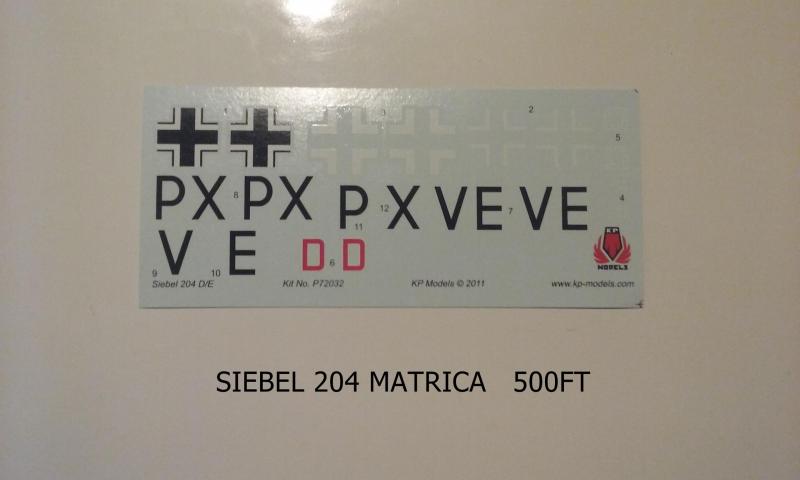 1 3 2 5
PX 8 PX P 11 12 X VE 7 VE 4
9 V 10 E D 6 D
KP
MODELS
Siebel 204 D/E Kit No. P72032 KP Models © 2011 www.kp-models.com
SIEBEL 204 MATRICA 500FT